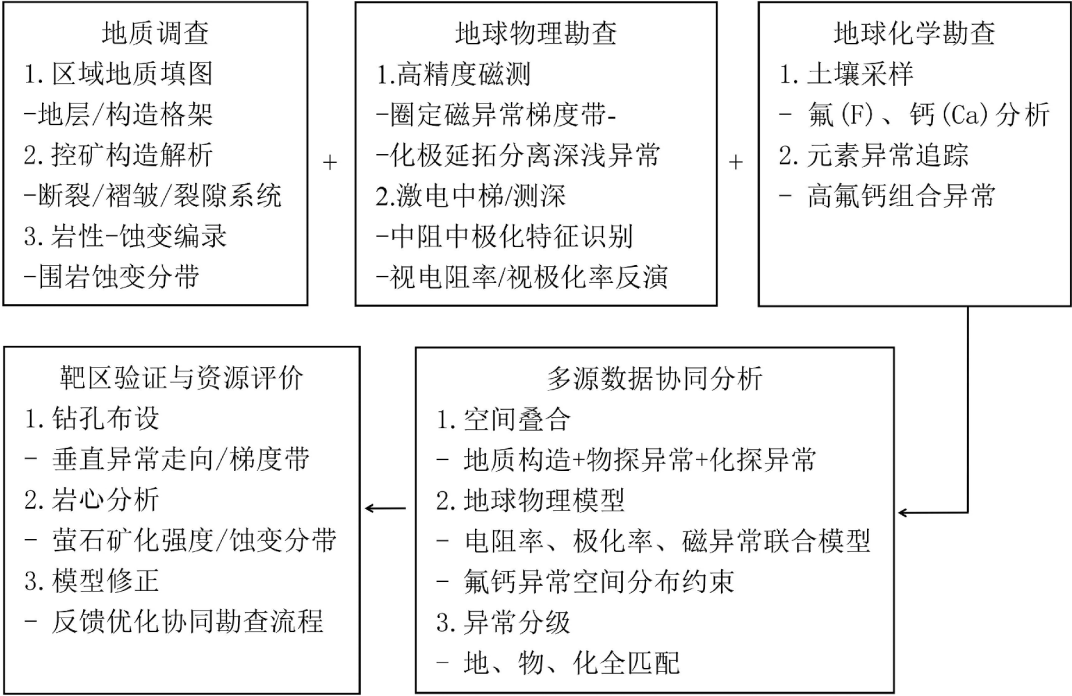 地质调查
1.区域地质填图
-地层/构造格架
2.控矿构造解析
-断裂/褶皱/裂隙系统
3.岩性-蚀变编录
-围岩蚀变分带
+
地球物理勘查
1.高精度磁测
-圈定磁异常梯度带-
-化极延拓分离深浅异常
2.激电中梯/测深
-中阻中极化特征识别
-视电阻率/视极化率反演
+
地球化学勘查
1.土壤采样
- 氟(F)、钙(Ca)分析
2.元素异常追踪
- 高氟钙组合异常
多源数据协同分析
1.空间叠合
- 地质构造+物探异常+化探异常
2.地球物理模型
- 电阻率、极化率、磁异常联合模型
- 氟钙异常空间分布约束
3.异常分级
- 地、物、化全匹配
靶区验证与资源评价
1.钻孔布设
- 垂直异常走向/梯度带
2.岩心分析
- 萤石矿化强度/蚀变分带
3.模型修正
- 反馈优化协同勘查流程